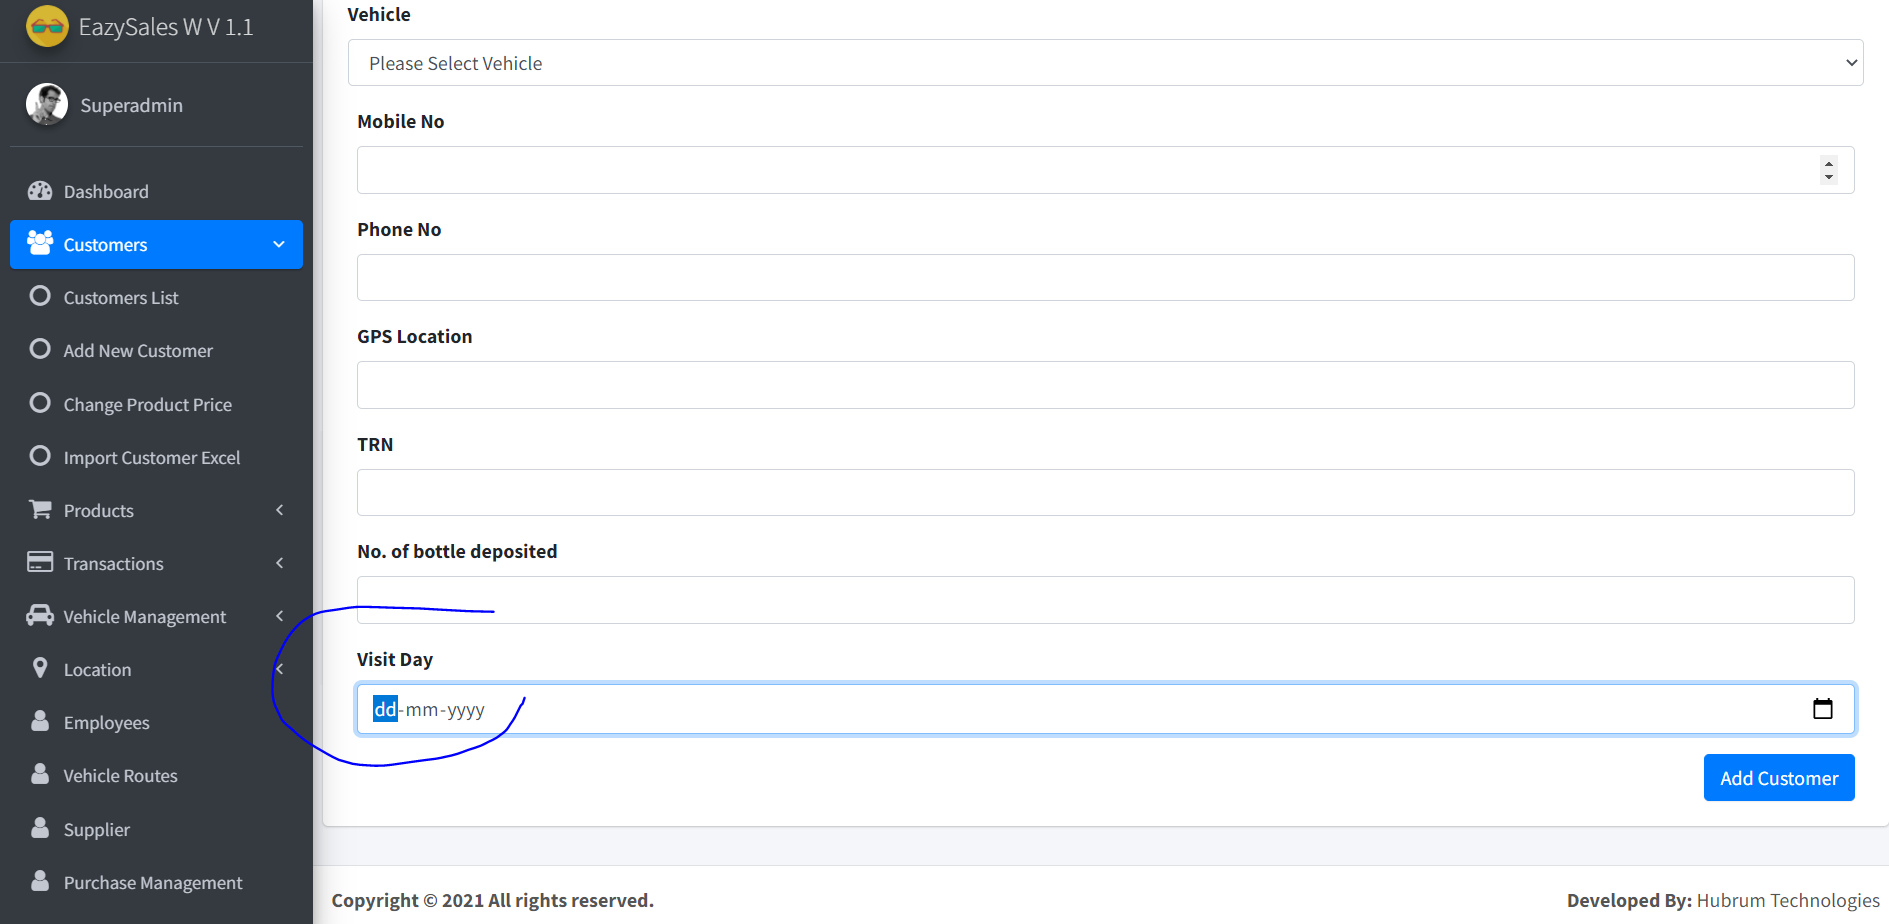 EazySales W V 1.1
Superadmin
Dashboard
Customers
Customers List
Add New Customer
Change Product Price
Import Customer Excel
Products
Transactions
Vehicle Management
Location
Employees
Vehicle Routes
Supplier
Purchase Management
Vehicle
Please Select Vehicle
Mobile No
Phone No
GPS Location
TRN
No. of bottle deposited
Visit Day
dd-mm-yyyy
Add Customer
Copyright © 2021 All rights reserved.
Developed By: Hubrum Technologies